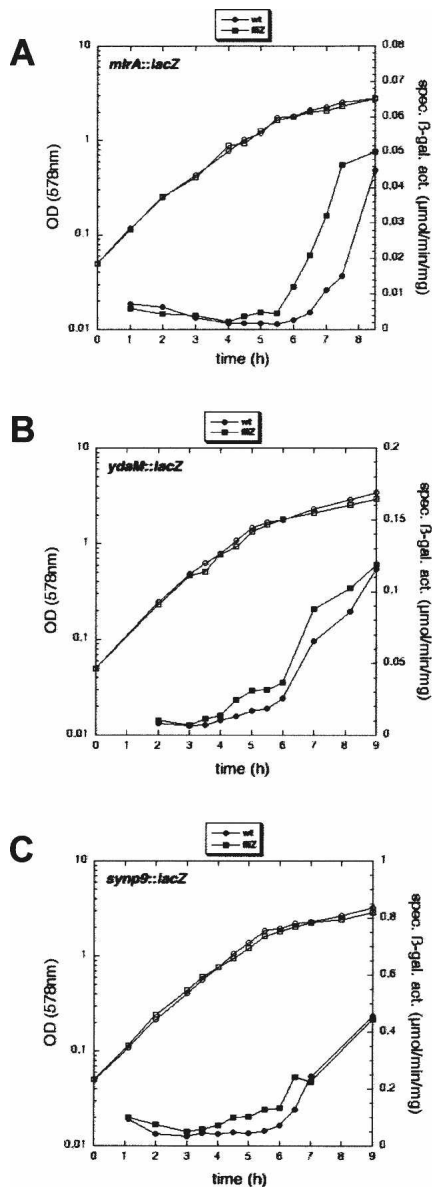 A
wt
fliZ
mlrA::lacZ
OD (578nm)
10
1
0.1
0.01
0 1 2 3 4 5 6 7 8
time (h)
0.08
0.07
0.06
0.05
0.04
0.03
0.02
0.01
0
spec. ß-gal. act. (µmol/min/mg)
B
wt
fliZ
ydaM::lacZ
OD (578nm)
10
1
0.1
0.01
0 1 2 3 4 5 6 7 8 9
time (h)
0.2
0.15
0.1
0.05
0
spec. ß-gal. act. (µmol/min/mg)
C
wt
fliZ
synp9::lacZ
OD (578nm)
10
1
0.1
0.01
0 1 2 3 4 5 6 7 8 9
time (h)
1
0.8
0.6
0.4
0.2
0
spec. ß-gal. act. (µmol/min/mg)